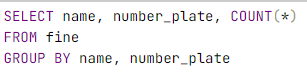 SELECT name, number_plate, COUNT(*)
FROM fine
GROUP BY name, number_plate